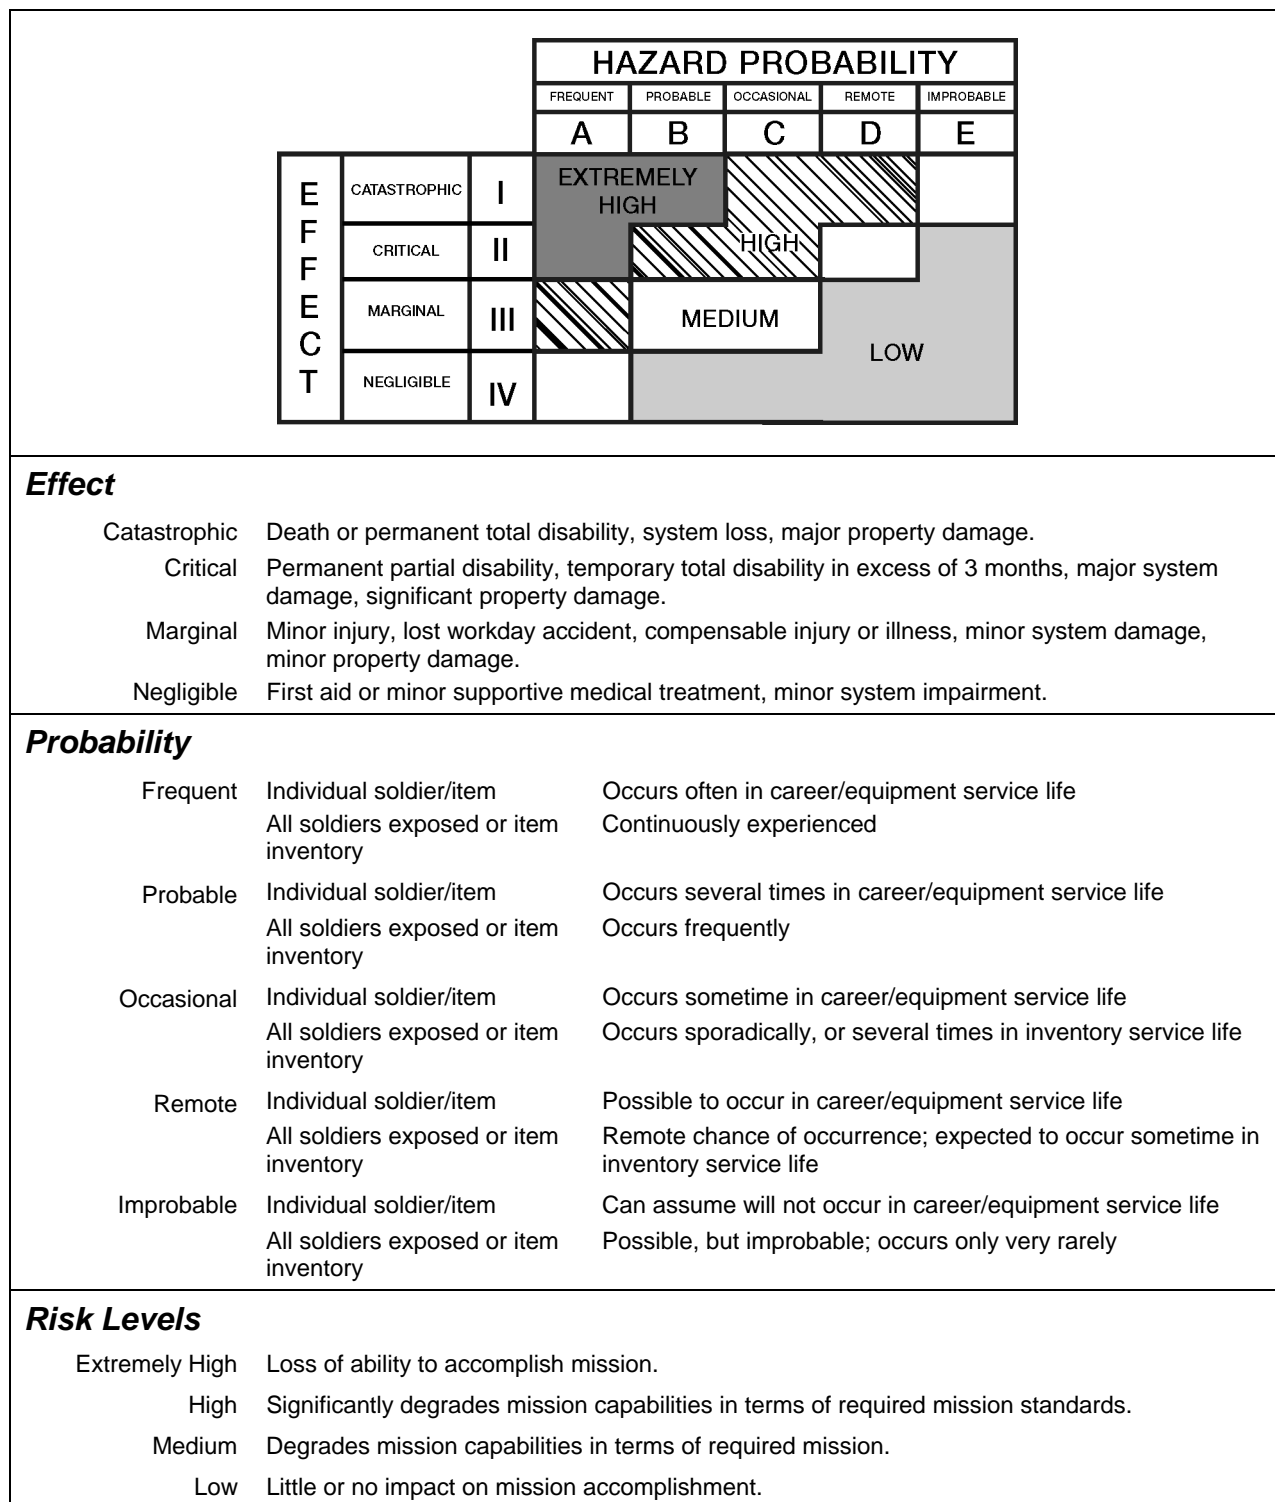 HAZARD PROBABILITY
FREQUENT PROBABLE OCCASIONAL REMOTE IMPROBABLE
A B C D E
EFFECT
CATASTROPHIC I
EXTREMELY
HIGH
CRITICAL II
HIGH
MARGINAL III
MEDIUM
LOW
NEGLIGIBLE IV
Effect
Catastrophic Death or permanent total disability, system loss, major property damage.
Critical Permanent partial disability, temporary total disability in excess of 3 months, major system
damage, significant property damage.
Marginal Minor injury, lost workday accident, compensable injury or illness, minor system damage,
minor property damage.
Negligible First aid or minor supportive medical treatment, minor system impairment.
Probability
Frequent Individual soldier/item Occurs often in career/equipment service life
All soldiers exposed or item Continuously experienced
inventory
Probable Individual soldier/item Occurs several times in career/equipment service life
All soldiers exposed or item Occurs frequently
inventory
Occasional Individual soldier/item Occurs sometime in career/equipment service life
All soldiers exposed or item Occurs sporadically, or several times in inventory service life
inventory
Remote Individual soldier/item Possible to occur in career/equipment service life
All soldiers exposed or item Remote chance of occurrence; expected to occur sometime in
inventory inventory service life
Improbable Individual soldier/item Can assume will not occur in career/equipment service life
All soldiers exposed or item Possible, but improbable; occurs only very rarely
inventory
Risk Levels
Extremely High Loss of ability to accomplish mission.
High Significantly degrades mission capabilities in terms of required mission standards.
Medium Degrades mission capabilities in terms of required mission.
Low Little or no impact on mission accomplishment.